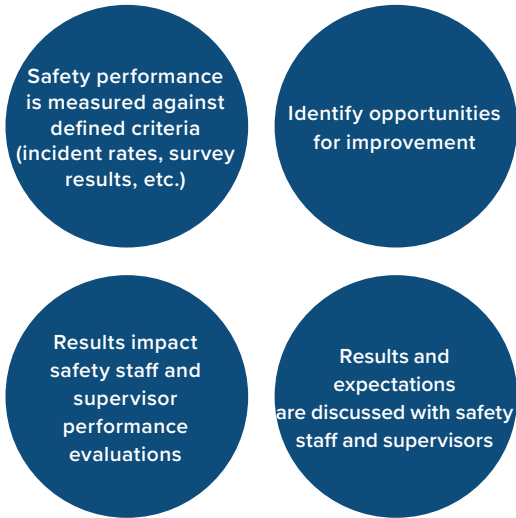 Safety performance
is measured against
defined criteria
(incident rates, survey
results, etc.)
Identify opportunities
for improvement
Results impact
safety staff and
supervisor
performance
evaluations
Results and
expectations
are discussed with safety
staff and supervisors